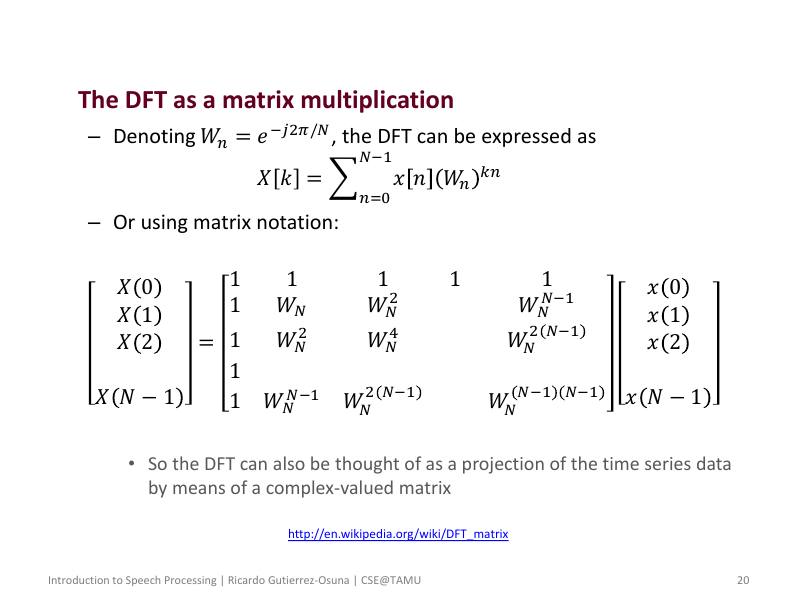 The DFT as a matrix multiplication
– Denoting Wₙ = e^{−j2π/N}, the DFT can be expressed as
X[k] = ∑_{n=0}^{N−1} x[n](Wₙ)^{kn}
– Or using matrix notation:
[X(0) X(1) X(2) X(N − 1)] = [1 1 1 1 1
1 W_N W_N^2 W_N^{N−1}
1 W_N^2 W_N^4 W_N^{2(N−1)}
1
1 W_N^{N−1} W_N^{2(N−1)} W_N^{(N−1)(N−1)}] [x(0) x(1) x(2) x(N − 1)]
• So the DFT can also be thought of as a projection of the time series data
by means of a complex-valued matrix
http://en.wikipedia.org/wiki/DFT_matrix
Introduction to Speech Processing | Ricardo Gutierrez-Osuna | CSE@TAMU 20